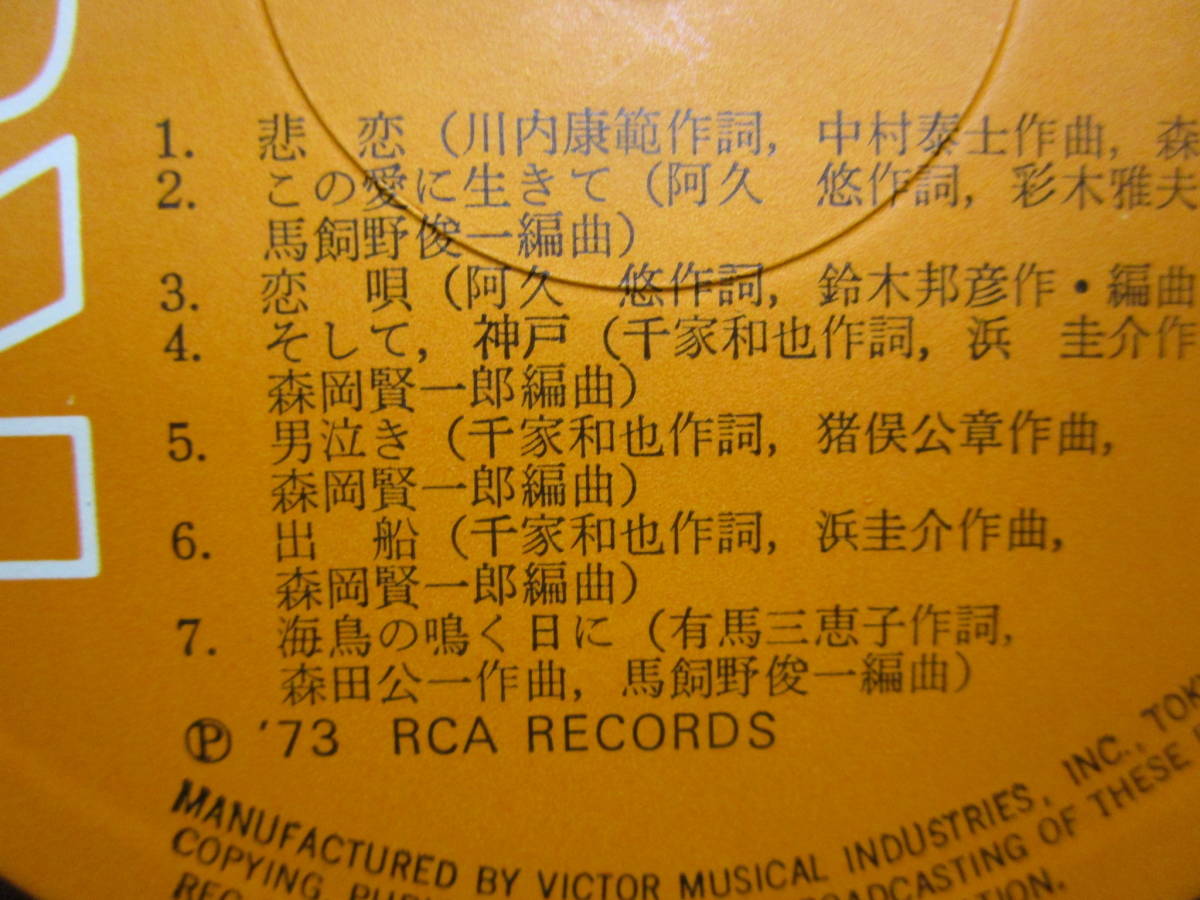 1. 悲　恋（川内康範作詞, 中村泰士作曲, 森
2. この愛に生きて（阿久　悠作詞, 彩木雅夫
馬飼野俊一編曲）
3. 恋　唄（阿久　悠作詞, 鈴木邦彦作・編曲
4. そして, 神戸（千家和也作詞, 浜　圭介作
森岡賢一郎編曲）
5. 男泣き（千家和也作詞, 猪俣公章作曲,
森岡賢一郎編曲）
6. 出　船（千家和也作詞, 浜圭介作曲,
森岡賢一郎編曲）
7. 海鳥の鳴く日に（有馬三恵子作詞,
森田公一作曲, 馬飼野俊一編曲）
Ⓟ '73 RCA RECORDS
MANUFACTURED BY VICTOR MUSICAL INDUSTRIES, INC., TOK
COPYING, BROADCASTING OF THESE